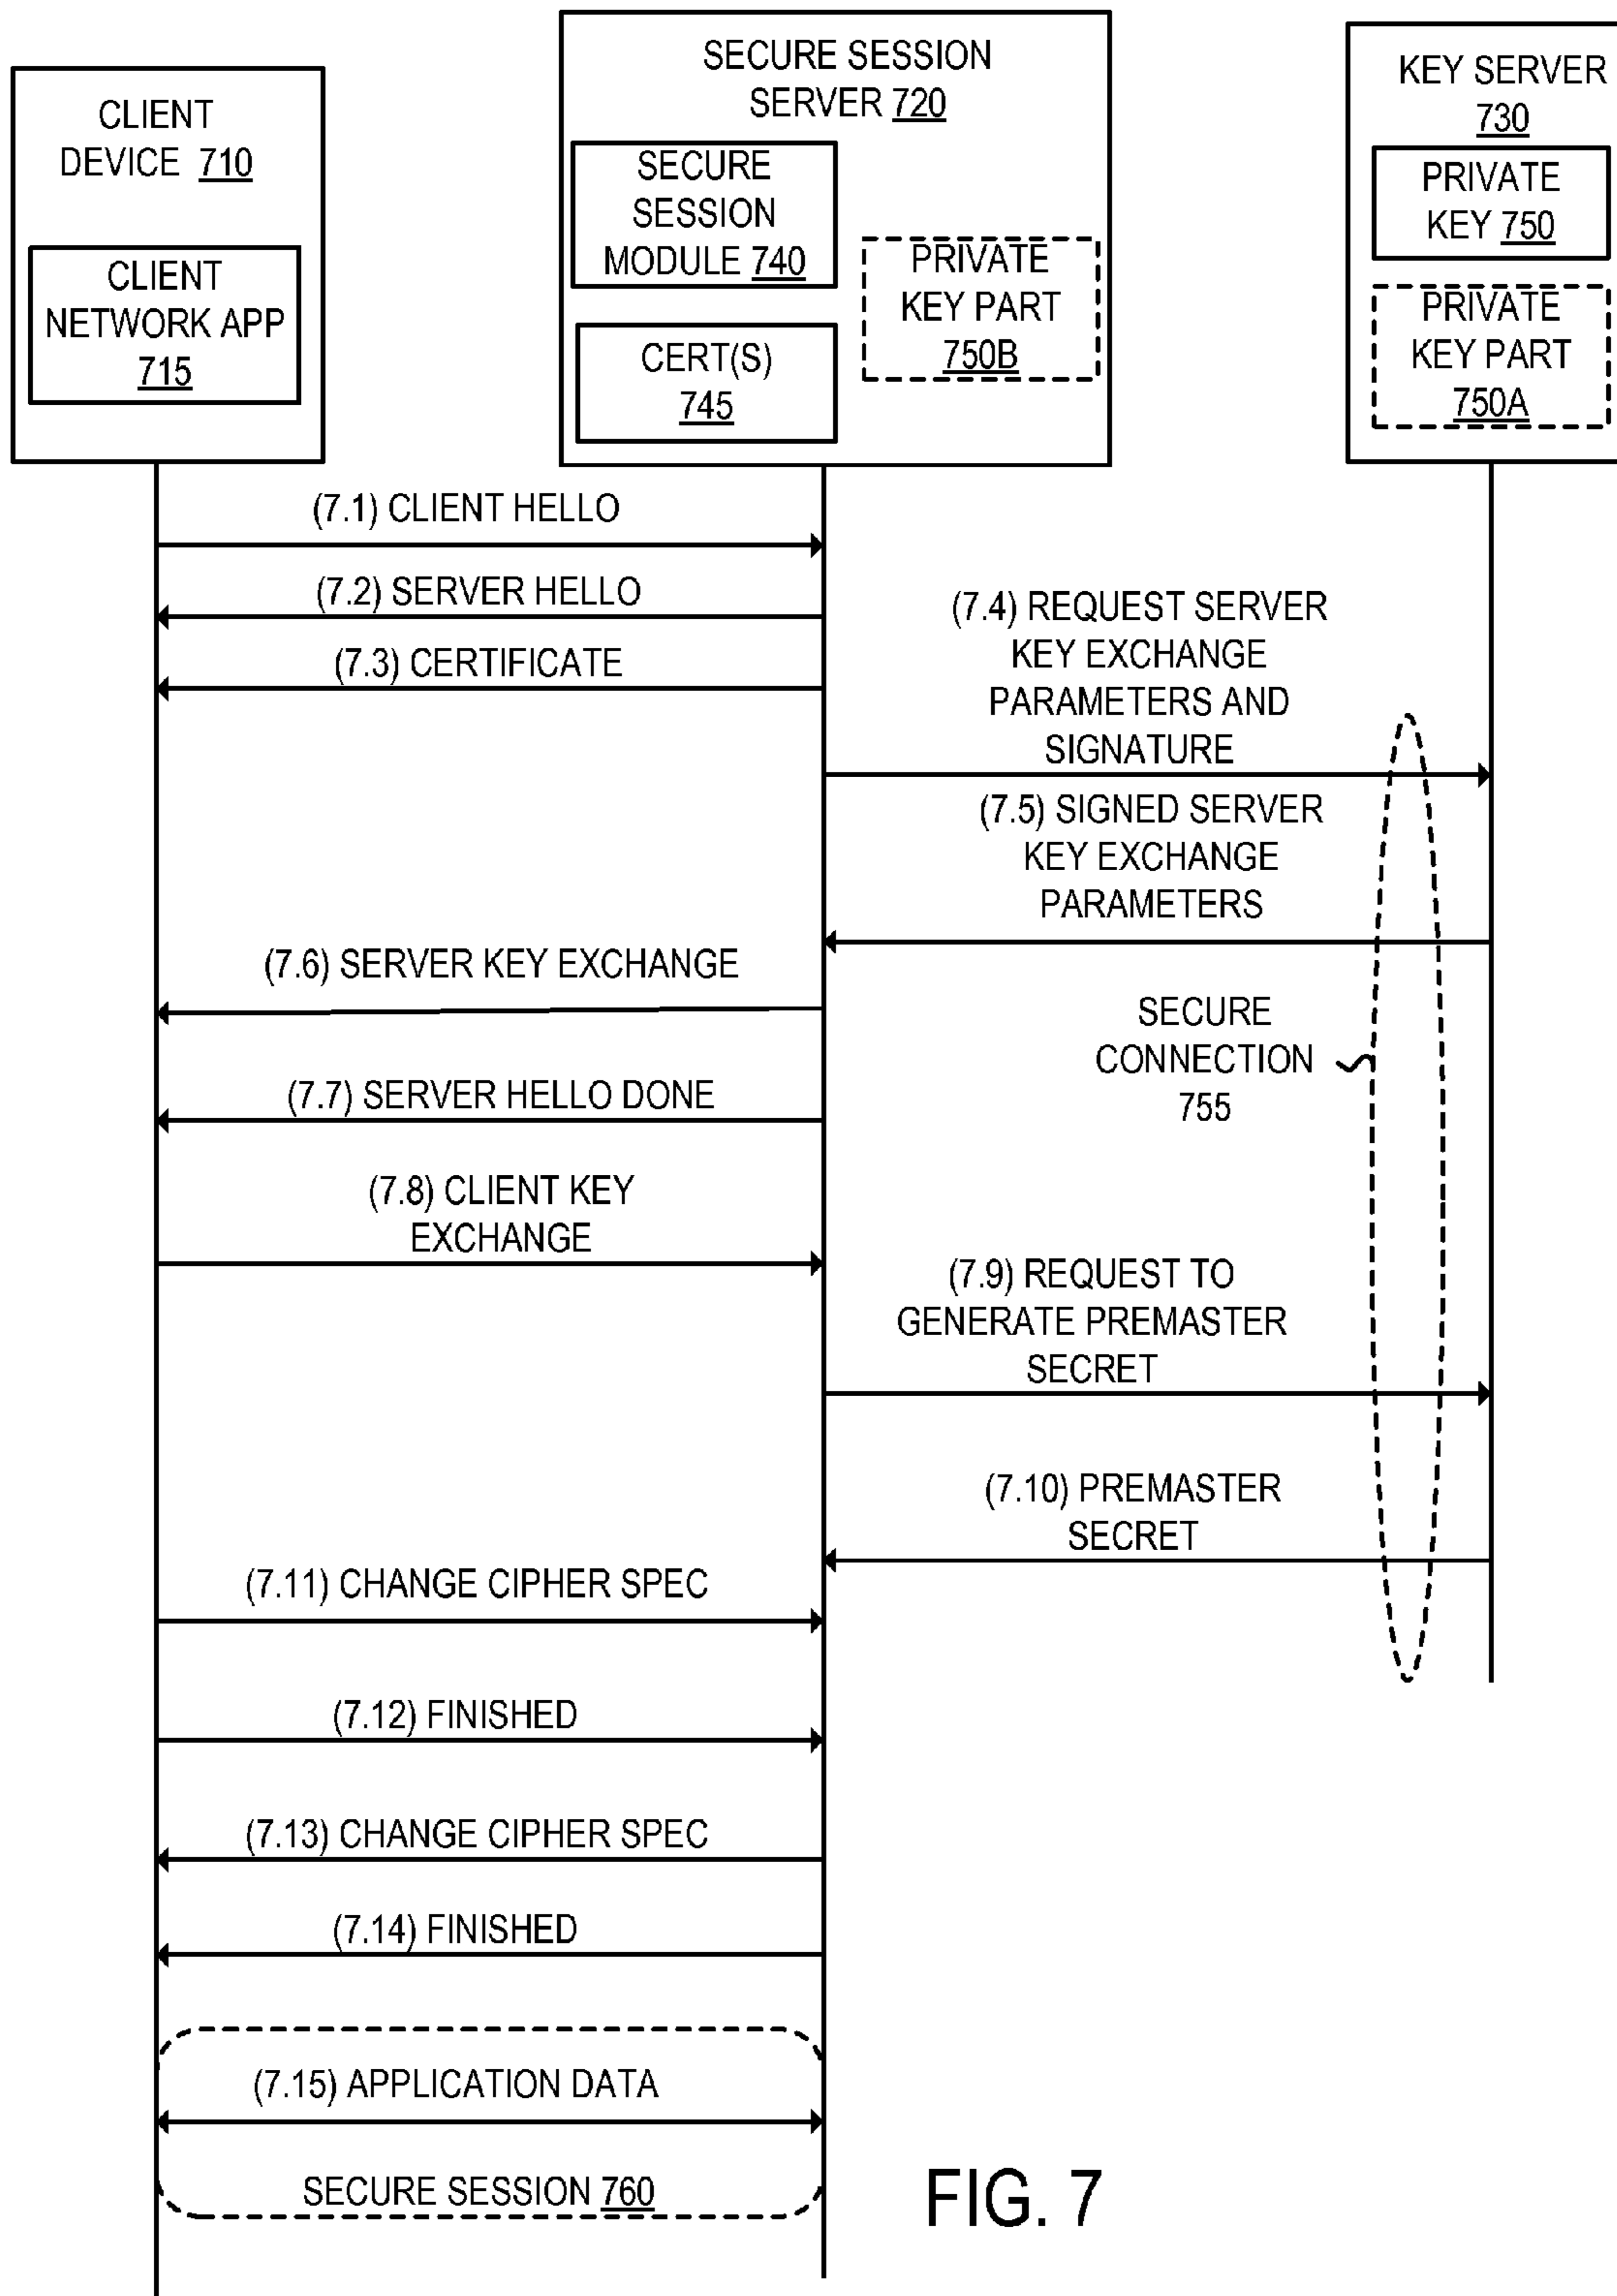 CLIENT
DEVICE 710
CLIENT
NETWORK APP
715
SECURE SESSION
SERVER 720
SECURE
SESSION
MODULE 740
CERT(S)
745
PRIVATE
KEY PART
750B
KEY SERVER
730
PRIVATE
KEY 750
PRIVATE
KEY PART
750A
(7.1) CLIENT HELLO
(7.2) SERVER HELLO
(7.3) CERTIFICATE
(7.4) REQUEST SERVER
KEY EXCHANGE
PARAMETERS AND
SIGNATURE
(7.5) SIGNED SERVER
KEY EXCHANGE
PARAMETERS
(7.6) SERVER KEY EXCHANGE
SECURE
CONNECTION
755
(7.7) SERVER HELLO DONE
(7.8) CLIENT KEY
EXCHANGE
(7.9) REQUEST TO
GENERATE PREMASTER
SECRET
(7.10) PREMASTER
SECRET
(7.11) CHANGE CIPHER SPEC
(7.12) FINISHED
(7.13) CHANGE CIPHER SPEC
(7.14) FINISHED
(7.15) APPLICATION DATA
SECURE SESSION 760
FIG. 7